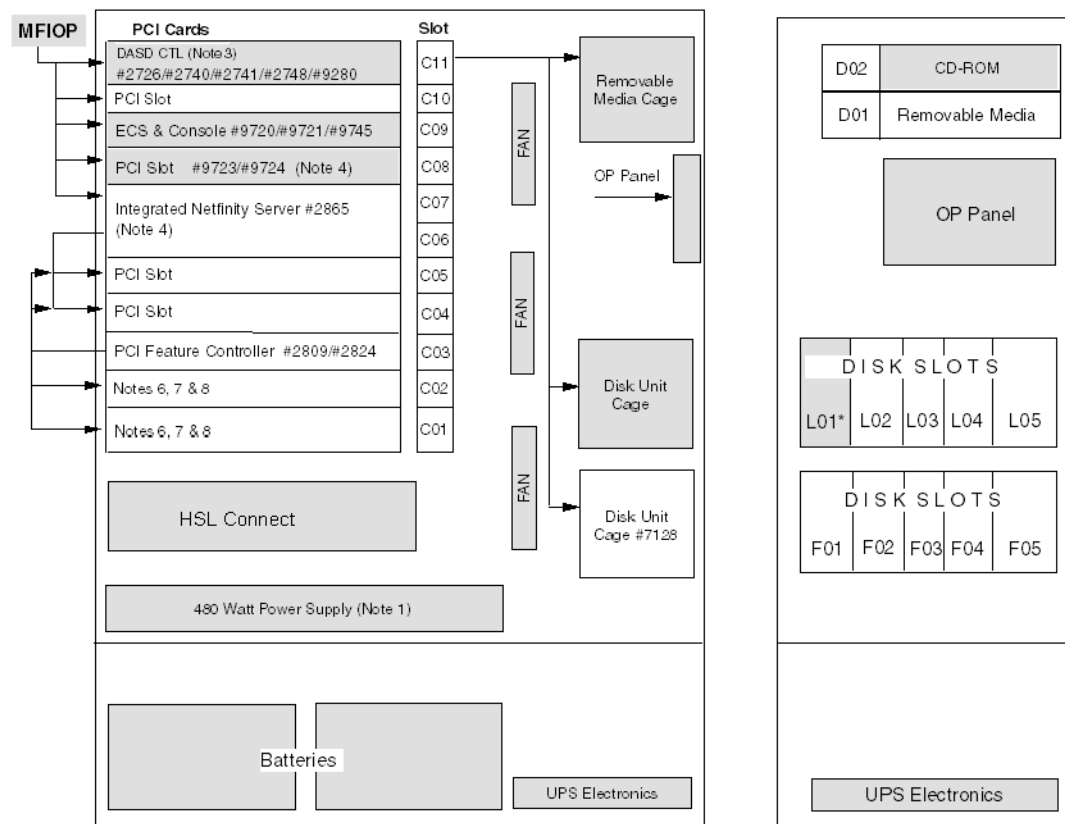 MFIOP
PCI Cards
Slot
DASD CTL (Note 3)
#2726/#2740/#2741/#2748/#9280
C11
PCI Slot
C10
ECS & Console #9720/#9721/#9745
C09
PCI Slot #9723/#9724 (Note 4)
C08
Integrated Netfinity Server #2865
(Note 4)
C07
C06
PCI Slot
C05
PCI Slot
C04
PCI Feature Controller #2809/#2824
C03
Notes 6, 7 & 8
C02
Notes 6, 7 & 8
C01
FAN
FAN
FAN
Removable
Media Cage
OP Panel
Disk Unit
Cage
Disk Unit
Cage #7128
HSL Connect
480 Watt Power Supply (Note 1)
Batteries
UPS Electronics
D02
CD-ROM
D01
Removable Media
OP Panel
DISK SLOTS
L01* L02 L03 L04 L05
DISK SLOTS
F01 F02 F03 F04 F05
UPS Electronics